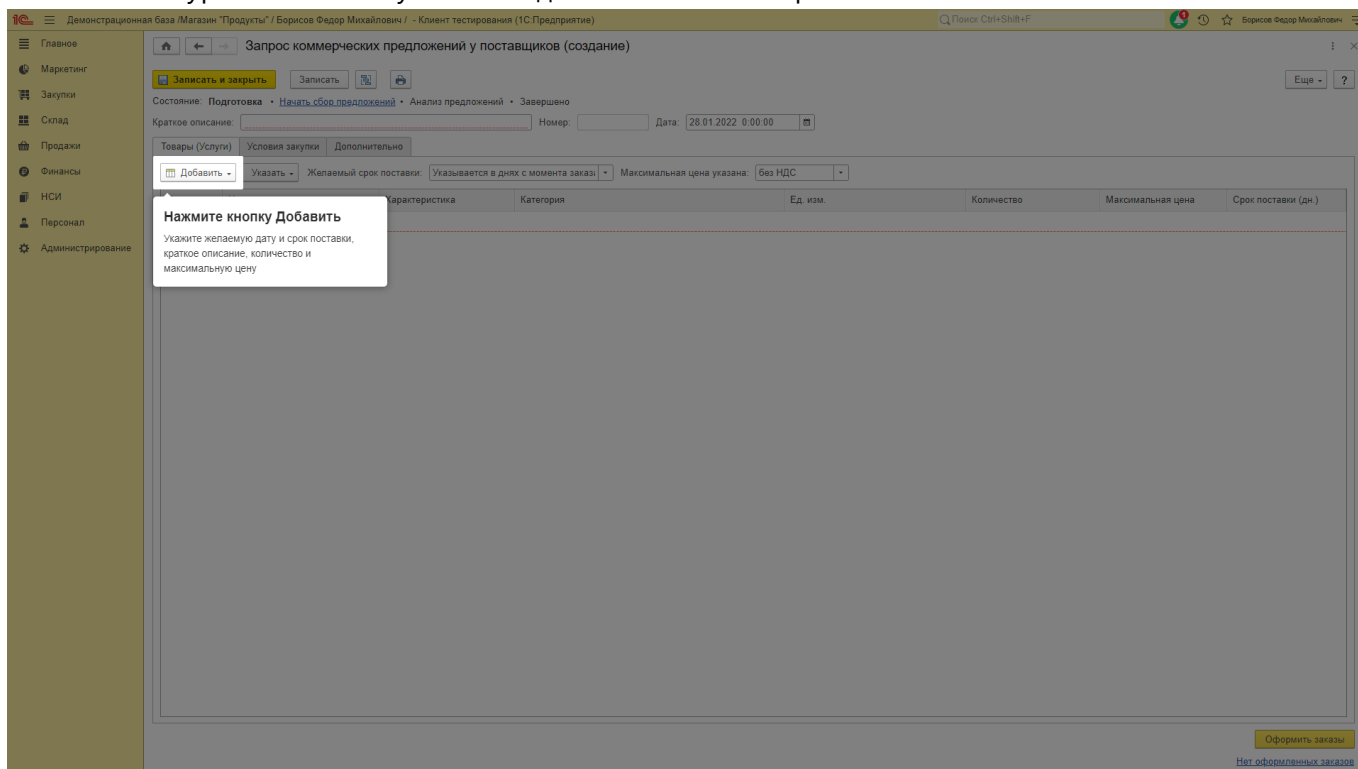 1С Демонстрационная база /Магазин "Продукты" / Борисов Федор Михайлович / - Клиент тестирования (1С:Предприятие) Поиск Ctrl+Shift+F 1 Борисов Федор Михайлович
Главное
Маркетинг
Закупки
Склад
Продажи
Финансы
НСИ
Персонал
Администрирование
Запрос коммерческих предложений у поставщиков (создание)
Записать и закрыть Записать Еще ?
Состояние: Подготовка • Начать сбор предложений • Анализ предложений • Завершено
Краткое описание: Номер: Дата: 28.01.2022 0:00:00
Товары (Услуги) Условия закупки Дополнительно
Добавить Указать Желаемый срок поставки: Указывается в днях с момента заказ Максимальная цена указана: без НДС
Характеристика Категория Ед. изм. Количество Максимальная цена Срок поставки (дн.)
Нажмите кнопку Добавить
Укажите желаемую дату и срок поставки,
краткое описание, количество и
максимальную цену
Оформить заказы
Нет оформленных заказов